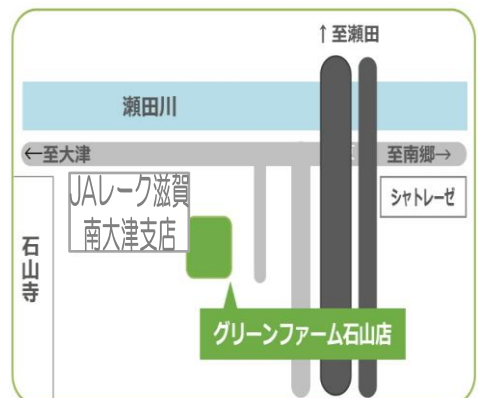 ↑至瀬田
瀬田川
←至大津
至南郷→
JAレーク滋賀
南大津支店
シャトレーゼ
石山寺
グリーンファーム石山店